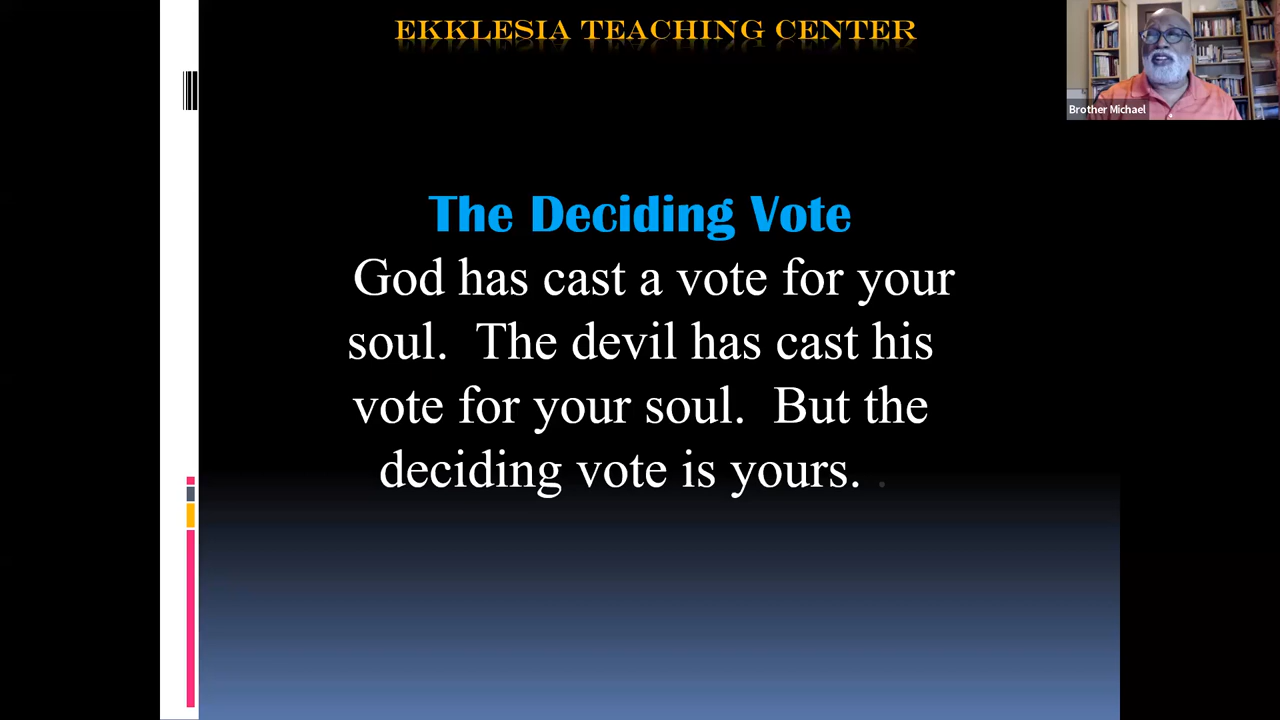 EKKLESIA TEACHING CENTER
Brother Michael
The Deciding Vote
God has cast a vote for your
soul.  The devil has cast his
vote for your soul.  But the
deciding vote is yours. .